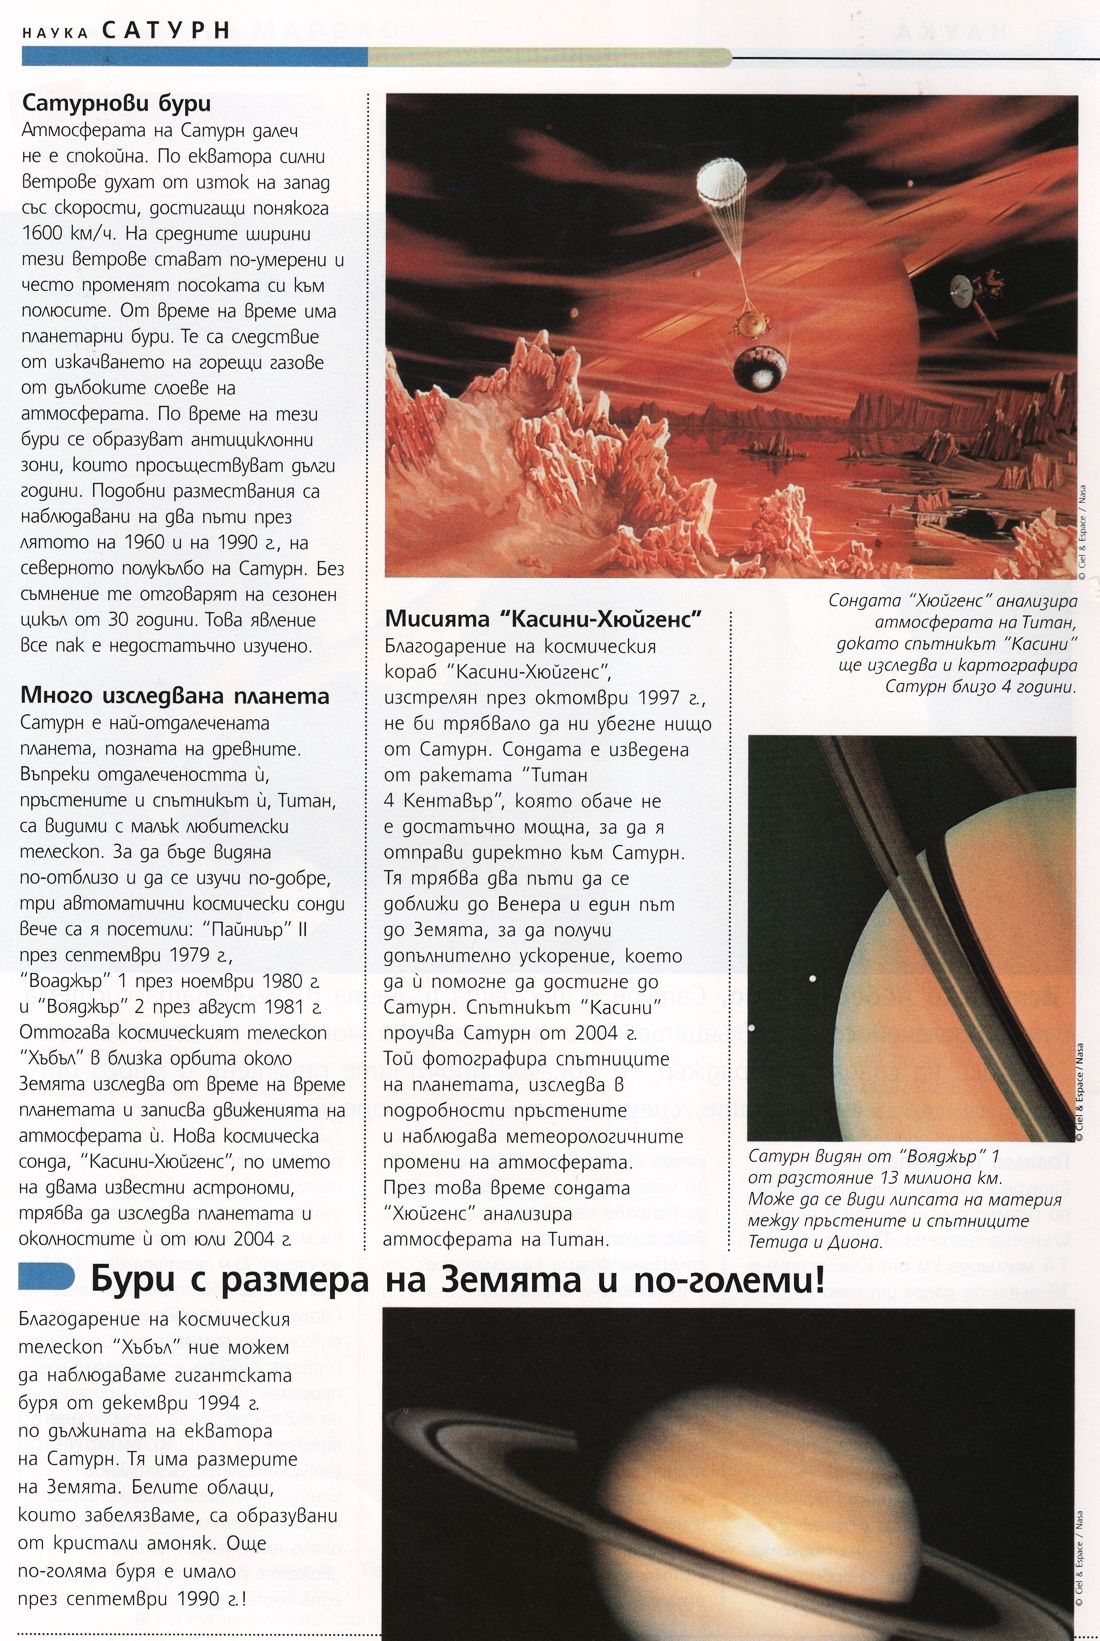 НАУКА САТУРН
Сатурнови бури
Атмосферата на Сатурн далеч
не е спокойна. По екватора силни
ветрове духат от изток на запад
със скорости, достигащи понякога
1600 км/ч. На средните ширини
тези ветрове стават по-умерени и
често променят посоката си към
полюсите. От време на време има
планетарни бури. Те са следствие
от изкачването на горещи газове
от дълбоките слоеве на
атмосферата. По време на тези
бури се образуват антициклонни
зони, които просъществуват дълги
години. Подобни размествания са
наблюдавани на два пъти през
лятото на 1960 и на 1990 г., на
северното полукълбо на Сатурн. Без
съмнение те отговарят на сезонен
цикъл от 30 години. Това явление
все пак е недостатъчно изучено.
Много изследвана планета
Сатурн е най-отдалечената
планета, позната на древните.
Въпреки отдалечеността ѝ,
пръстените и спътникът ѝ, Титан,
са видими с малък любителски
телескоп. За да бъде видяна
по-отблизо и да се изучи по-добре,
три автоматични космически сонди
вече са я посетили: “Пайниър” II
през септември 1979 г.,
“Воаджър” 1 през ноември 1980 г.
и “Вояджър” 2 през август 1981 г.
Оттогава космическият телескоп
“Хъбъл” в близка орбита около
Земята изследва от време на време
планетата и записва движенията на
атмосферата ѝ. Нова космическа
сонда, “Касини-Хюйгенс”, по името
на двама известни астрономи,
трябва да изследва планетата и
околностите ѝ от юли 2004 г.
© Ciel & Espace / Nasa
Сондата “Хюйгенс” анализира
атмосферата на Титан,
докато спътникът “Касини”
ще изследва и картографира
Сатурн близо 4 години.
Мисията “Касини-Хюйгенс”
Благодарение на космическия
кораб “Касини-Хюйгенс”,
изстрелян през октомври 1997 г.,
не би трябвало да ни убегне нищо
от Сатурн. Сондата е изведена
от ракетата “Титан
4 Кентавър”, която обаче не
е достатъчно мощна, за да я
отправи директно към Сатурн.
Тя трябва два пъти да се
доближи до Венера и един път
до Земята, за да получи
допълнително ускорение, което
да ѝ помогне да достигне до
Сатурн. Спътникът “Касини”
проучва Сатурн от 2004 г.
Той фотографира спътниците
на планетата, изследва в
подробности пръстените
и наблюдава метеорологичните
промени на атмосферата.
През това време сондата
“Хюйгенс” анализира
атмосферата на Титан.
© Ciel & Espace / Nasa
Сатурн видян от “Вояджър” 1
от разстояние 13 милиона км.
Може да се види липсата на материя
между пръстените и спътниците
Тетида и Диона.
Бури с размера на Земята и по-големи!
Благодарение на космическия
телескоп “Хъбъл” ние можем
да наблюдаваме гигантската
буря от декември 1994 г.
по дължината на екватора
на Сатурн. Тя има размерите
на Земята. Белите облаци,
които забелязваме, са образувани
от кристали амоняк. Още
по-голяма буря е имало
през септември 1990 г.!
© Ciel & Espace / Nasa